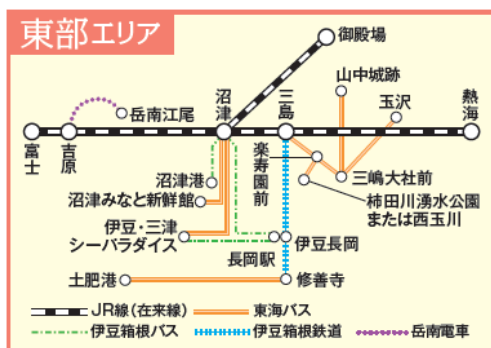 東部エリア
御殿場
山中城跡
玉沢
岳南江尾
沼津
三島
熱海
富士
吉原
楽寿園前
三嶋大社前
沼津港
沼津みなと新鮮館
柿田川湧水公園
または西玉川
伊豆・三津
シーパラダイス
長岡駅
伊豆長岡
土肥港
修善寺
JR線(在来線)
東海バス
伊豆箱根バス
伊豆箱根鉄道
岳南電車